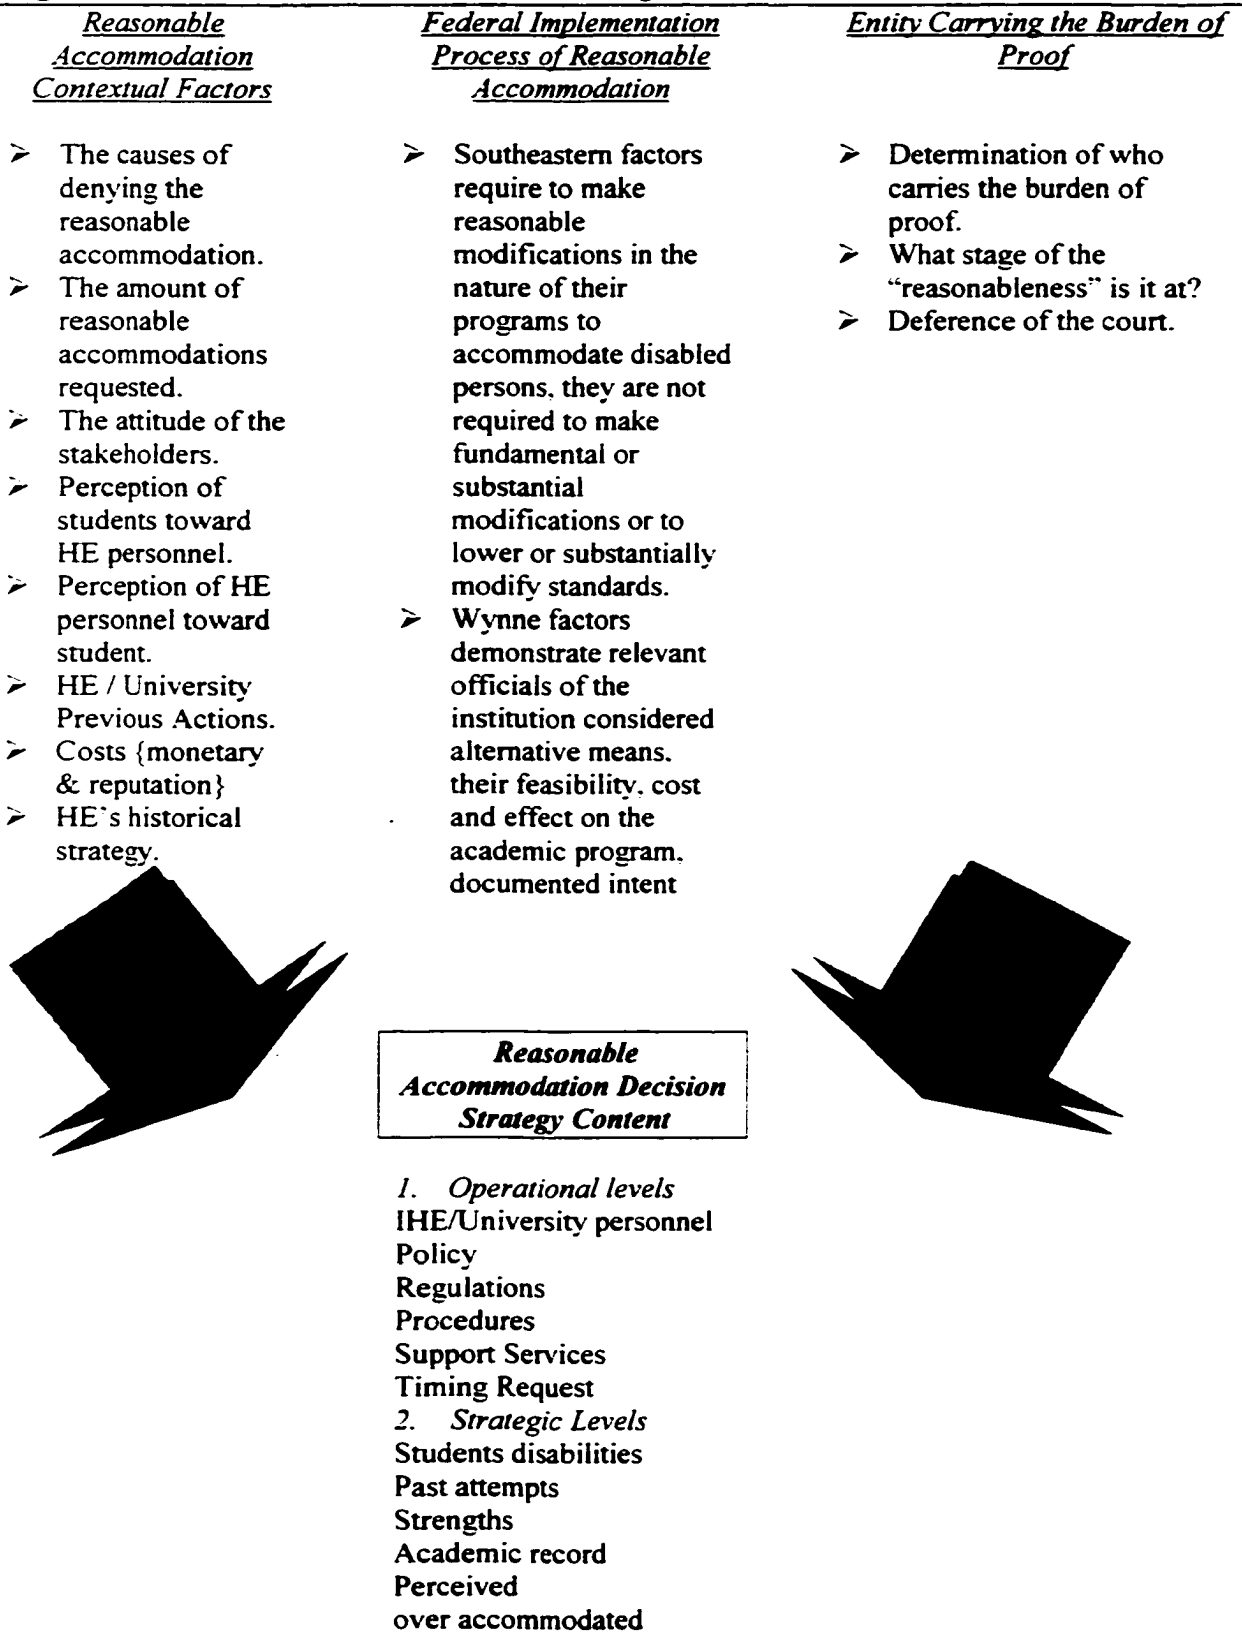 Reasonable
Accommodation
Contextual Factors
➢ The causes of
denying the
reasonable
accommodation.
➢ The amount of
reasonable
accommodations
requested.
➢ The attitude of the
stakeholders.
➢ Perception of
students toward
HE personnel.
➢ Perception of HE
personnel toward
student.
➢ HE / University
Previous Actions.
➢ Costs {monetary
& reputation}
➢ HE's historical
strategy.
Federal Implementation
Process of Reasonable
Accommodation
➢ Southeastern factors
require to make
reasonable
modifications in the
nature of their
programs to
accommodate disabled
persons, they are not
required to make
fundamental or
substantial
modifications or to
lower or substantially
modify standards.
➢ Wynne factors
demonstrate relevant
officials of the
institution considered
alternative means,
their feasibility, cost
and effect on the
academic program,
documented intent
Entity Carrying the Burden of
Proof
➢ Determination of who
carries the burden of
proof.
➢ What stage of the
"reasonableness" is it at?
➢ Deference of the court.
Reasonable
Accommodation Decision
Strategy Content
1. Operational levels
IHE/University personnel
Policy
Regulations
Procedures
Support Services
Timing Request
2. Strategic Levels
Students disabilities
Past attempts
Strengths
Academic record
Perceived
over accommodated